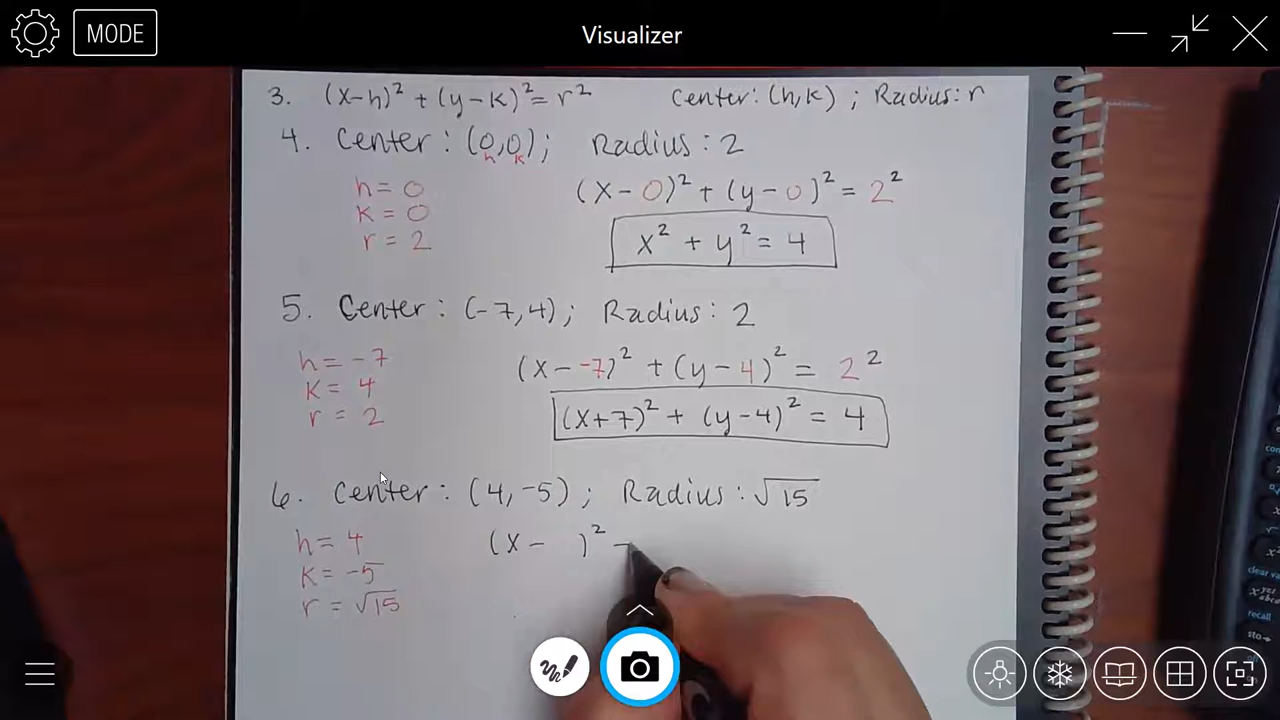 MODE
Visualizer
3. (x-h)² + (y-k)² = r² Center: (h,k) ; Radius: r
4. Center : (0,0) ; Radius : 2
h k
h = 0
k = 0
r = 2
(x - 0)² + (y - 0)² = 2²
x² + y² = 4
5. Center : (-7,4) ; Radius : 2
h = -7
k = 4
r = 2
(x - -7)² + (y - 4)² = 2²
(x+7)² + (y-4)² = 4
6. Center : (4,-5) ; Radius : √15
h = 4
k = -5
r = √15
(x - )² -